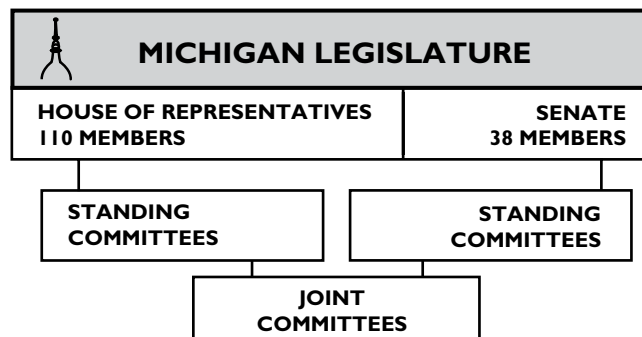 MICHIGAN LEGISLATURE
HOUSE OF REPRESENTATIVES
110 MEMBERS
SENATE
38 MEMBERS
STANDING
COMMITTEES
STANDING
COMMITTEES
JOINT
COMMITTEES